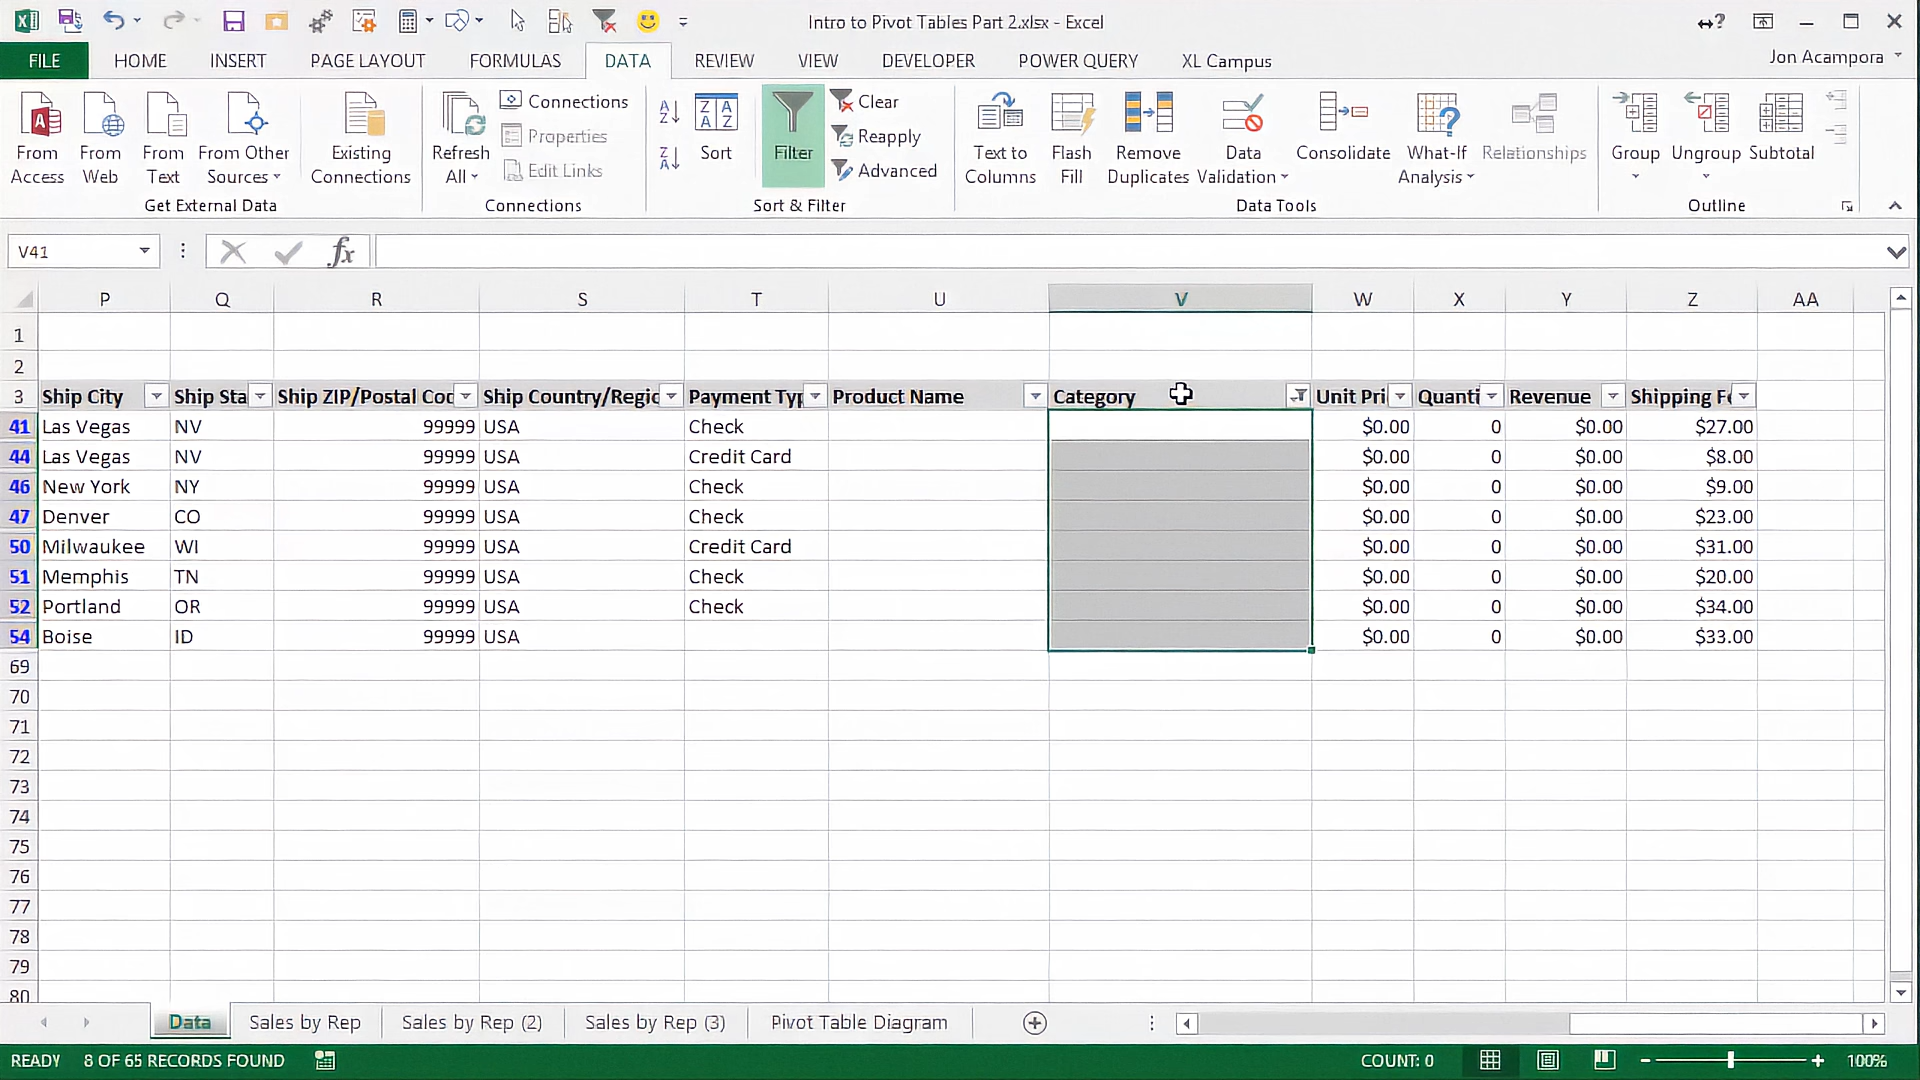 Intro to Pivot Tables Part 2.xlsx - Excel
FILE HOME INSERT PAGE LAYOUT FORMULAS DATA REVIEW VIEW DEVELOPER POWER QUERY XL Campus Jon Acampora
From Access
From Web
From Text
From Other Sources
Existing Connections
Get External Data
Refresh All
Connections
Properties
Edit Links
Connections
Sort
Filter
Clear
Reapply
Advanced
Sort & Filter
Text to Columns
Flash Fill
Remove Duplicates
Data Validation
Consolidate
What-If Analysis
Relationships
Data Tools
Group
Ungroup
Subtotal
Outline
V41 fx
P Q R S T U V W X Y Z AA
1
2
3 Ship City Ship Sta Ship ZIP/Postal Cod Ship Country/Regic Payment Typ Product Name Category Unit Pri Quanti Revenue Shipping Fe
41 Las Vegas NV 99999 USA Check $0.00 0 $0.00 $27.00
44 Las Vegas NV 99999 USA Credit Card $0.00 0 $0.00 $8.00
46 New York NY 99999 USA Check $0.00 0 $0.00 $9.00
47 Denver CO 99999 USA Check $0.00 0 $0.00 $23.00
50 Milwaukee WI 99999 USA Credit Card $0.00 0 $0.00 $31.00
51 Memphis TN 99999 USA Check $0.00 0 $0.00 $20.00
52 Portland OR 99999 USA Check $0.00 0 $0.00 $34.00
54 Boise ID 99999 USA $0.00 0 $0.00 $33.00
69
70
71
72
73
74
75
76
77
78
79
80
Data Sales by Rep Sales by Rep (2) Sales by Rep (3) Pivot Table Diagram
READY 8 OF 65 RECORDS FOUND COUNT: 0 100%